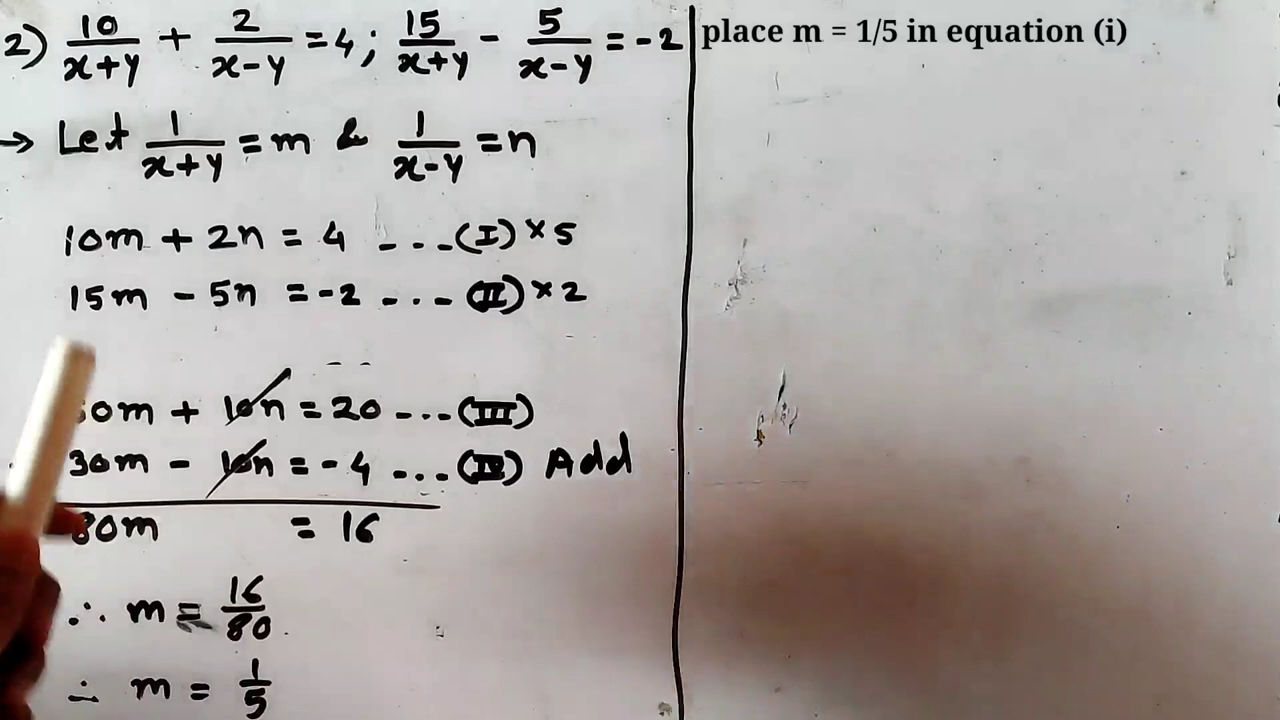 2) 10/(x+y) + 2/(x-y) = 4; 15/(x+y) - 5/(x-y) = -2
→ Let 1/(x+y) = m & 1/(x-y) = n
10m + 2n = 4 ---(I) ×5
15m - 5n = -2 ---(II) ×2
0m + 10n = 20 ---(III)
30m - 10n = -4 ---(IV) Add
80m = 16
∴ m = 16/80
∴ m = 1/5
place m = 1/5 in equation (i)